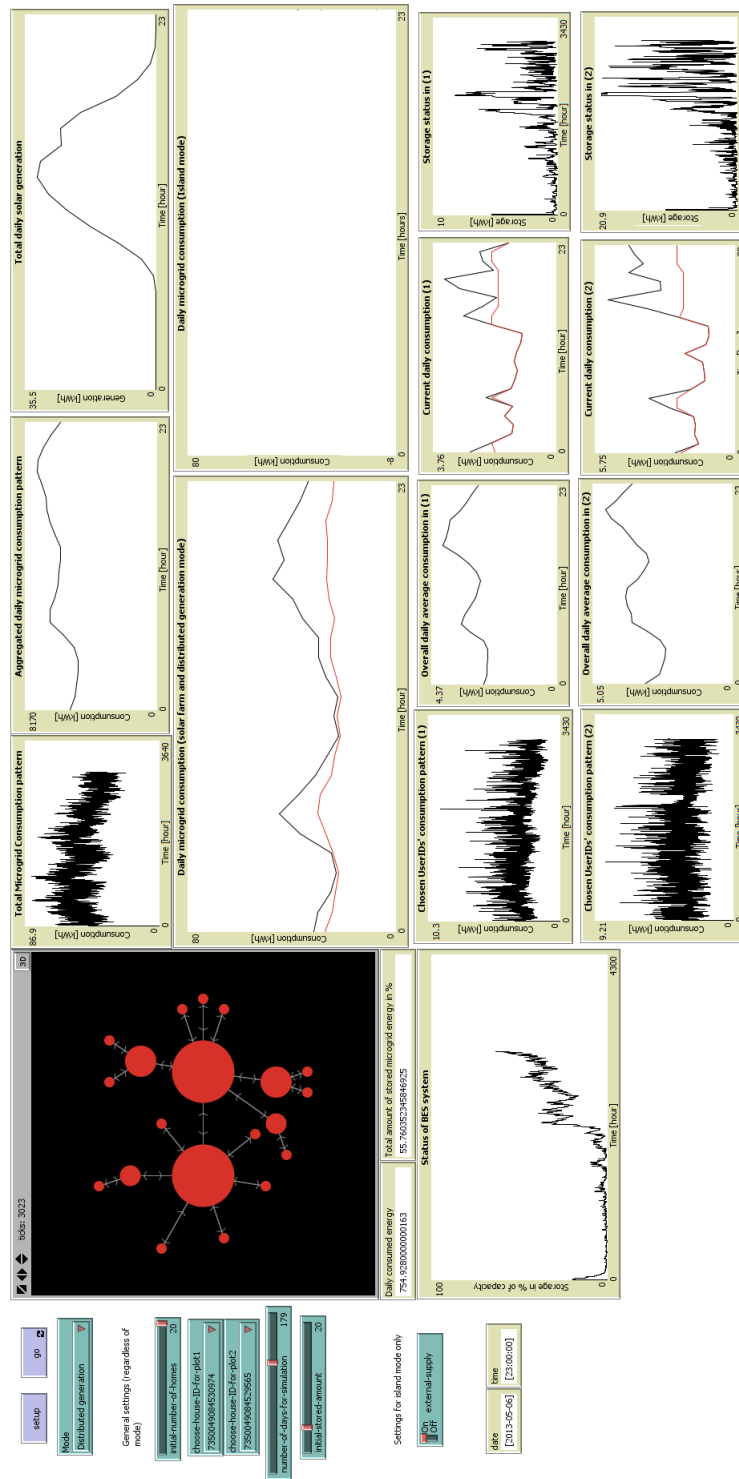 setup
go
Mode
Distributed generation
General settings (regardless of
mode)
initial-number-of-homes
20
choose-house-ID-for-plot1
7350049084530974
choose-house-ID-for-plot2
7350049084529565
number-of-days-for-simulation
179
initial-stored-amount
20
Settings for island mode only
On
Off
external-supply
date
[2013-05-06]
time
[23:00:00]
ticks: 3023
3D
Daily consumed energy
754.9280000000163
Total amount of stored microgrid energy in %
55.760352345846925
Status of BES system
100
Storage in % of capacity
0
0
Time [hour]
4300
Total Microgrid Consumption pattern
86.9
Consumption [kWh]
0
0
Time [hour]
3640
Aggregated daily microgrid consumption pattern
8170
Consumption [kWh]
0
0
Time [hour]
23
Total daily solar generation
35.5
Generation [kWh]
0
0
Time [hour]
23
Daily microgrid consumption (solar farm and distributed generation mode)
80
Consumption [kWh]
0
0
Time [hour]
23
Daily microgrid consumption (Island mode)
80
Consumption [kWh]
-8
0
Time [hours]
23
Chosen UserIDs' consumption pattern (1)
10.3
Consumption [kWh]
0
0
Time [hour]
3430
Overall daily average consumption in (1)
4.37
Consumption [kWh]
0
0
Time [hour]
23
Current daily consumption (1)
3.76
Consumption [kWh]
0
0
Time [hour]
23
Storage status in (1)
10
Storage [kWh]
0
0
Time [hour]
3430
Chosen UserIDs' consumption pattern (2)
9.21
Consumption [kWh]
0
0
Time [hour]
3430
Overall daily average consumption in (2)
5.05
Consumption [kWh]
0
0
Time [hour]
23
Current daily consumption (2)
5.75
Consumption [kWh]
0
0
Storage status in (2)
20.9
Storage [kWh]
0
0
Time [hour]
3430